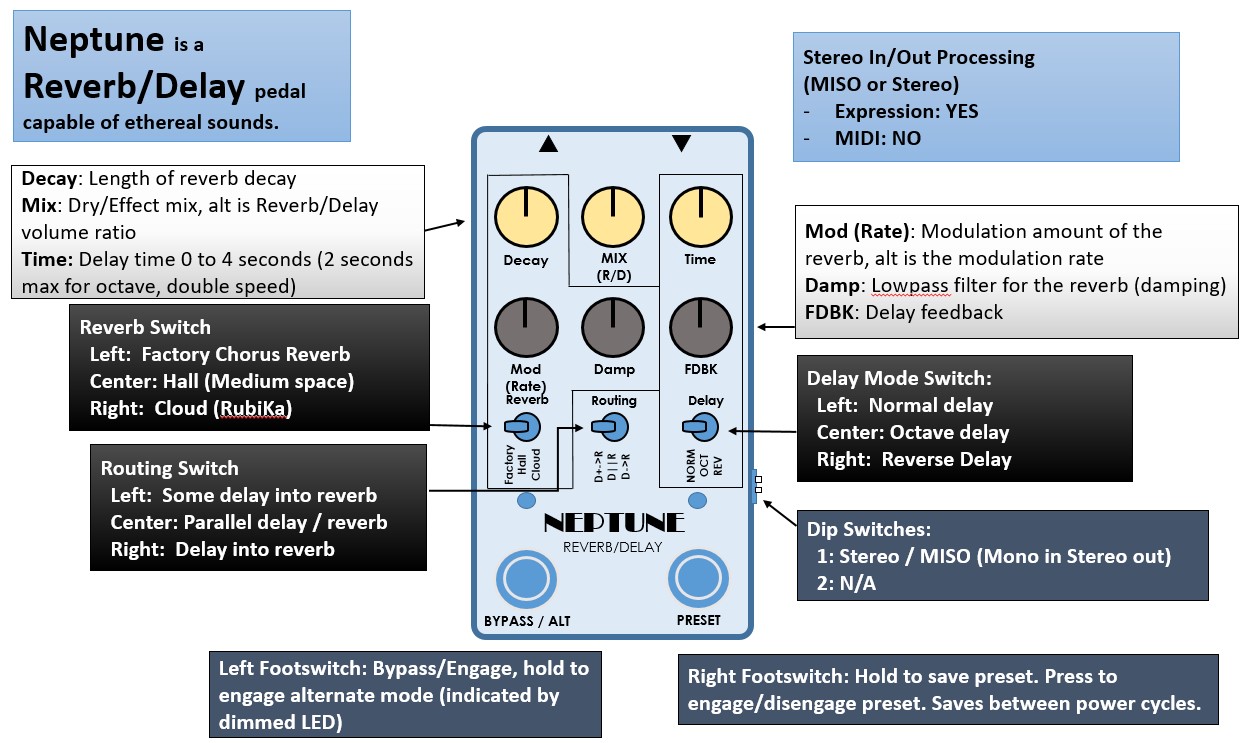 Neptune is a
Reverb/Delay pedal
capable of ethereal sounds.
Stereo In/Out Processing
(MISO or Stereo)
- Expression: YES
- MIDI: NO
Decay: Length of reverb decay
Mix: Dry/Effect mix, alt is Reverb/Delay
volume ratio
Time: Delay time 0 to 4 seconds (2 seconds
max for octave, double speed)
Mod (Rate): Modulation amount of the
reverb, alt is the modulation rate
Damp: Lowpass filter for the reverb (damping)
FDBK: Delay feedback
Reverb Switch
Left: Factory Chorus Reverb
Center: Hall (Medium space)
Right: Cloud (RubiKa)
Routing Switch
Left: Some delay into reverb
Center: Parallel delay / reverb
Right: Delay into reverb
Decay
MIX
(R/D)
Time
Mod
(Rate)
Damp
FDBK
Reverb
Routing
Delay
Factory
Hall
Cloud
D+->R
D||R
D->R
NORM
OCT
REV
NEPTUNE
REVERB/DELAY
BYPASS / ALT
PRESET
Delay Mode Switch:
Left: Normal delay
Center: Octave delay
Right: Reverse Delay
Dip Switches:
1: Stereo / MISO (Mono in Stereo out)
2: N/A
Left Footswitch: Bypass/Engage, hold to
engage alternate mode (indicated by
dimmed LED)
Right Footswitch: Hold to save preset. Press to
engage/disengage preset. Saves between power cycles.